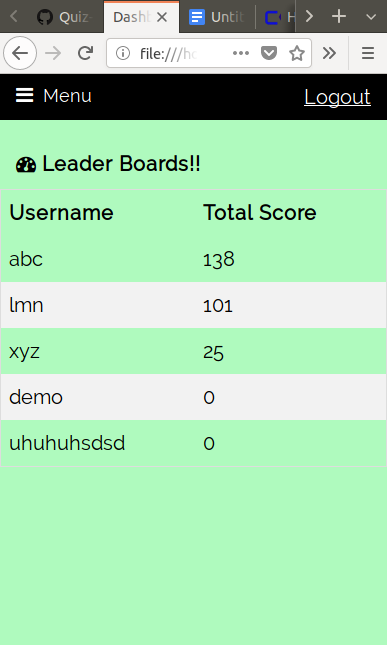 Quiz-
Dashb
Untit
H
file:///ho
Menu
Logout
Leader Boards!!
Username Total Score
abc 138
lmn 101
xyz 25
demo 0
uhuhuhsdsd 0